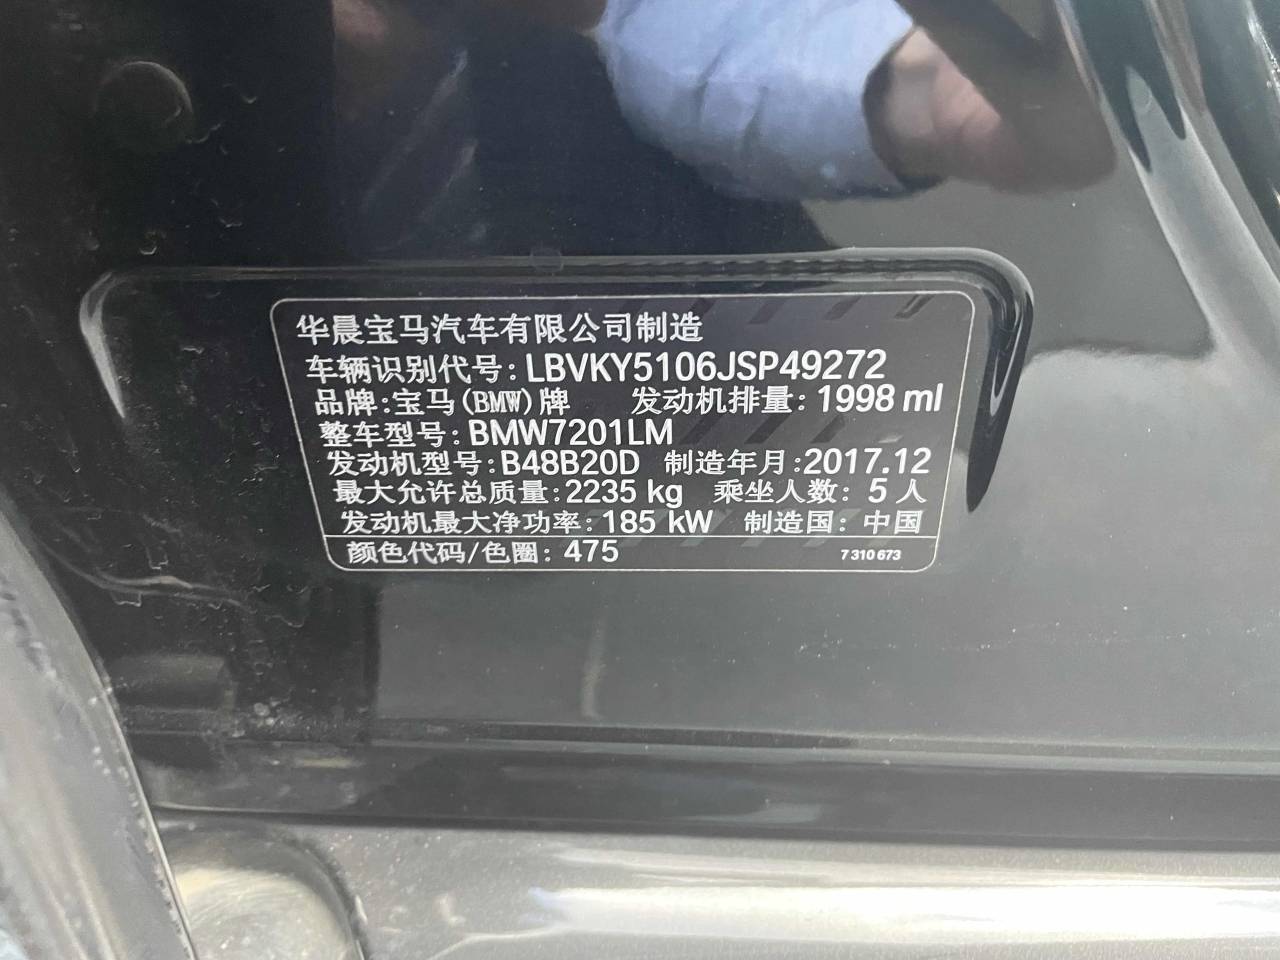 华晨宝马汽车有限公司制造
车辆识别代号:LBVKY5106JSP49272
品牌:宝马(BMW)牌 发动机排量:1998 ml
整车型号:BMW7201LM
发动机型号:B48B20D 制造年月:2017.12
最大允许总质量:2235 kg 乘坐人数: 5 人
发动机最大净功率:185 kW 制造国: 中国
颜色代码/色圈: 475 7 310 673